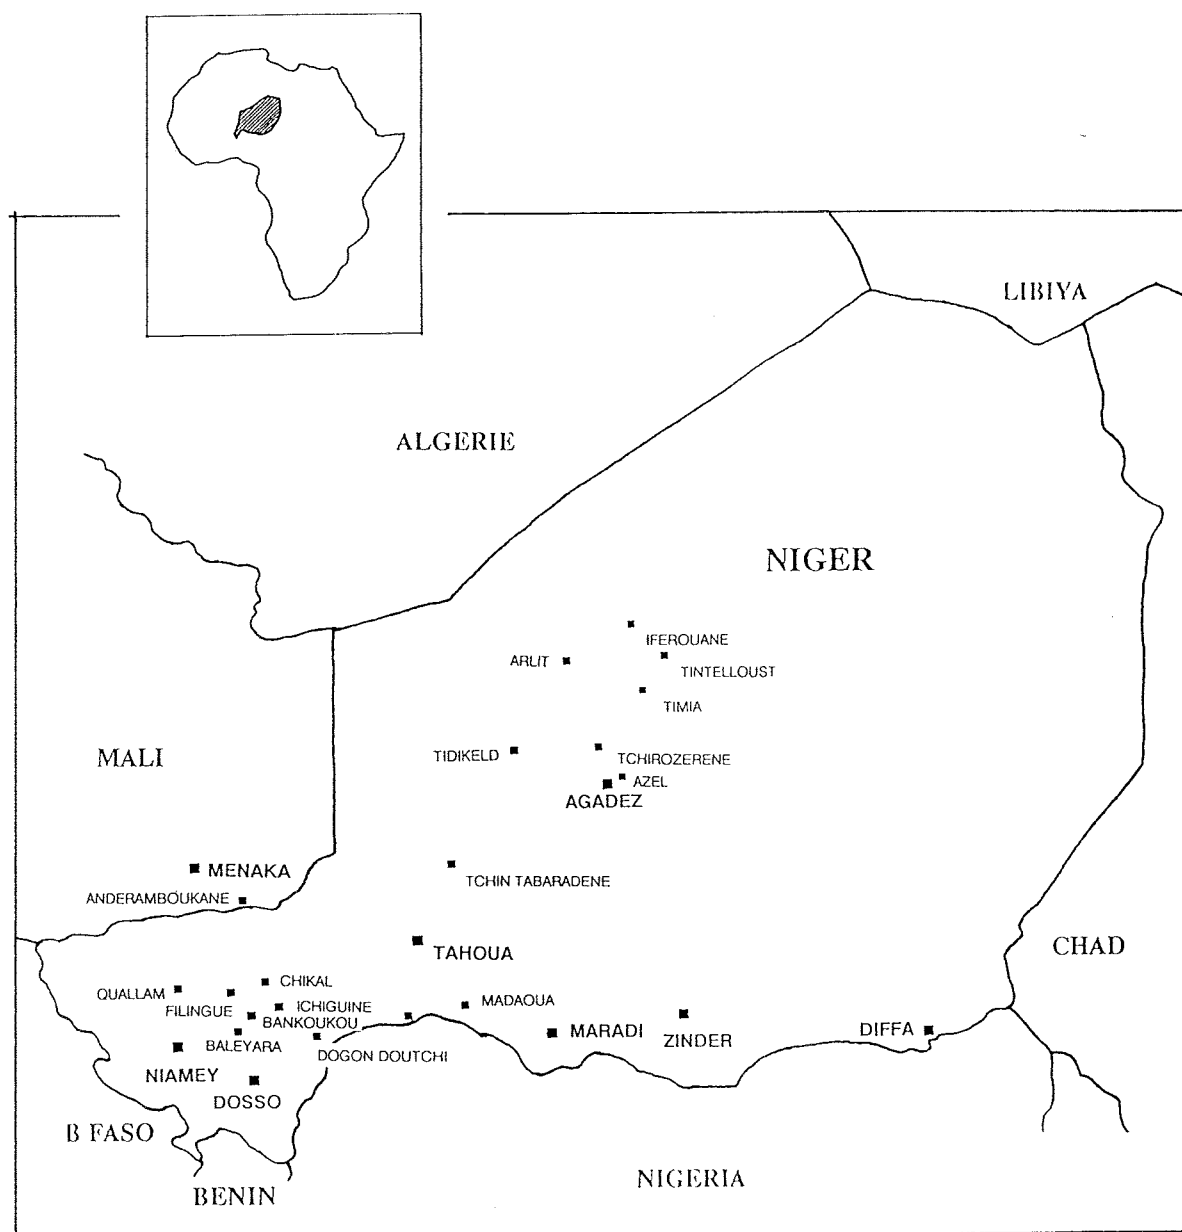 LIBIYA
ALGERIE
NIGER
IFEROUANE
ARLIT
TINTELLOUST
TIMIA
MALI
TIDIKELD
TCHIROZERENE
AZEL
AGADEZ
MENAKA
TCHIN TABARADENE
ANDERAMBOUKANE
TAHOUA
CHAD
CHIKAL
QUALLAM
ICHIGUINE
MADAOUA
FILINGUE
BANKOUKOU
MARADI
ZINDER
DIFFA
BALEYARA
DOGON DOUTCHI
NIAMEY
DOSSO
B FASO
NIGERIA
BENIN